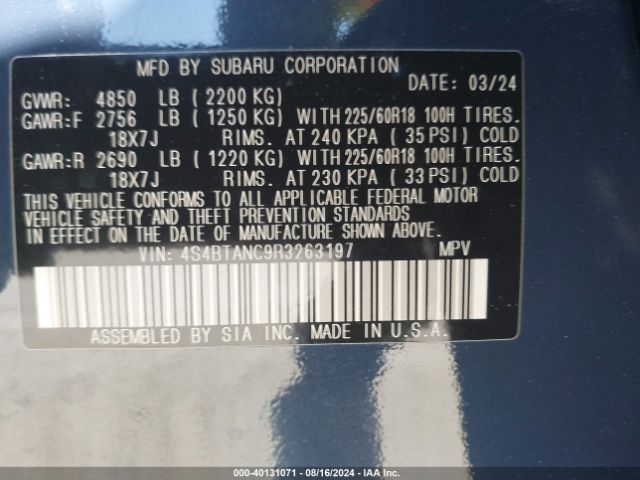 MFD BY SUBARU CORPORATION
DATE: 03/24
GVWR: 4850 LB (2200 KG)
GAWR:F 2756 LB (1250 KG) WITH 225/60R18 100H TIRES.
18X7J RIMS. AT 240 KPA (35 PSI) COLD
GAWR:R 2690 LB (1220 KG) WITH 225/60R18 100H TIRES.
18X7J RIMS. AT 230 KPA (33 PSI) COLD
THIS VEHICLE CONFORMS TO ALL APPLICABLE FEDERAL MOTOR
VEHICLE SAFETY AND THEFT PREVENTION STANDARDS
IN EFFECT ON THE DATE OF MANUFACTURE SHOWN ABOVE.
VIN: 4S4BTANC9R3263197 MPV
ASSEMBLED BY SIA INC. MADE IN U.S.A.
000-40131071 - 08/16/2024 - IAA Inc.